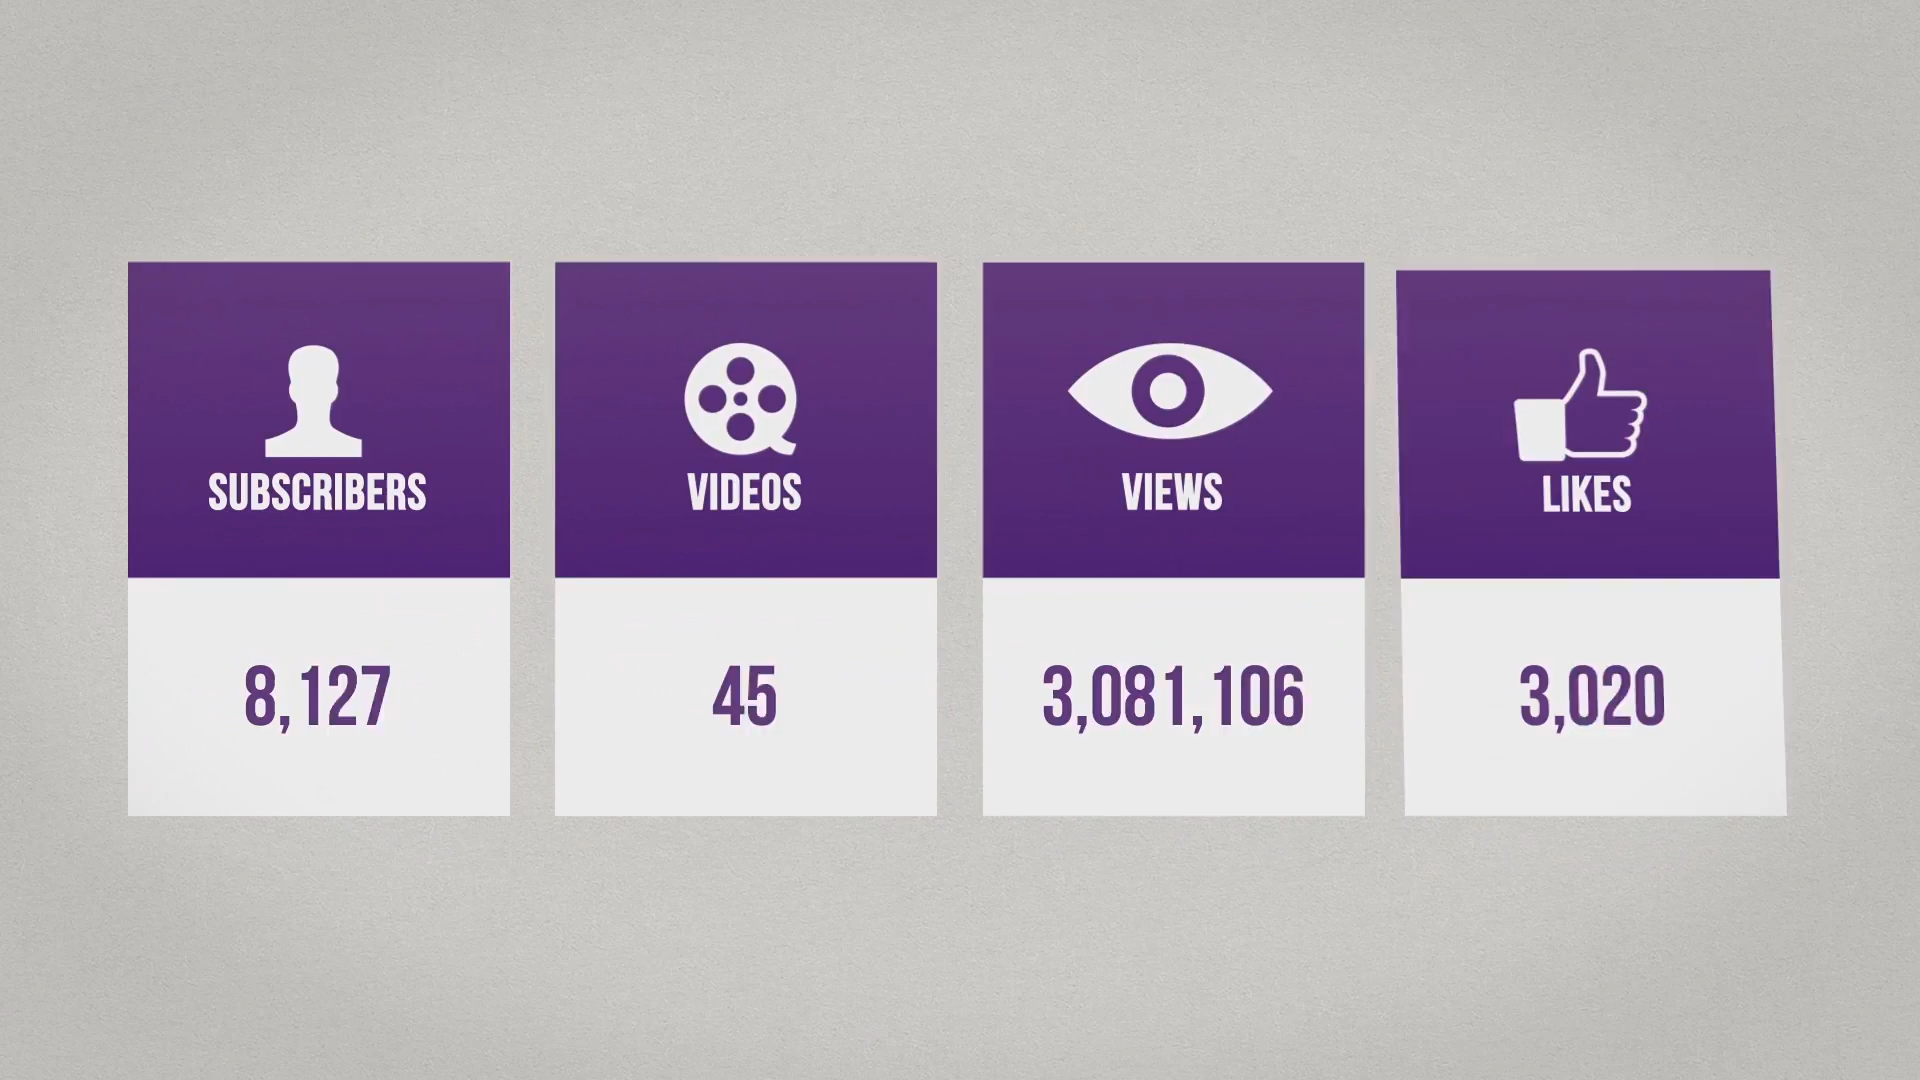 SUBSCRIBERS
8,127
VIDEOS
45
VIEWS
3,081,106
LIKES
3,020